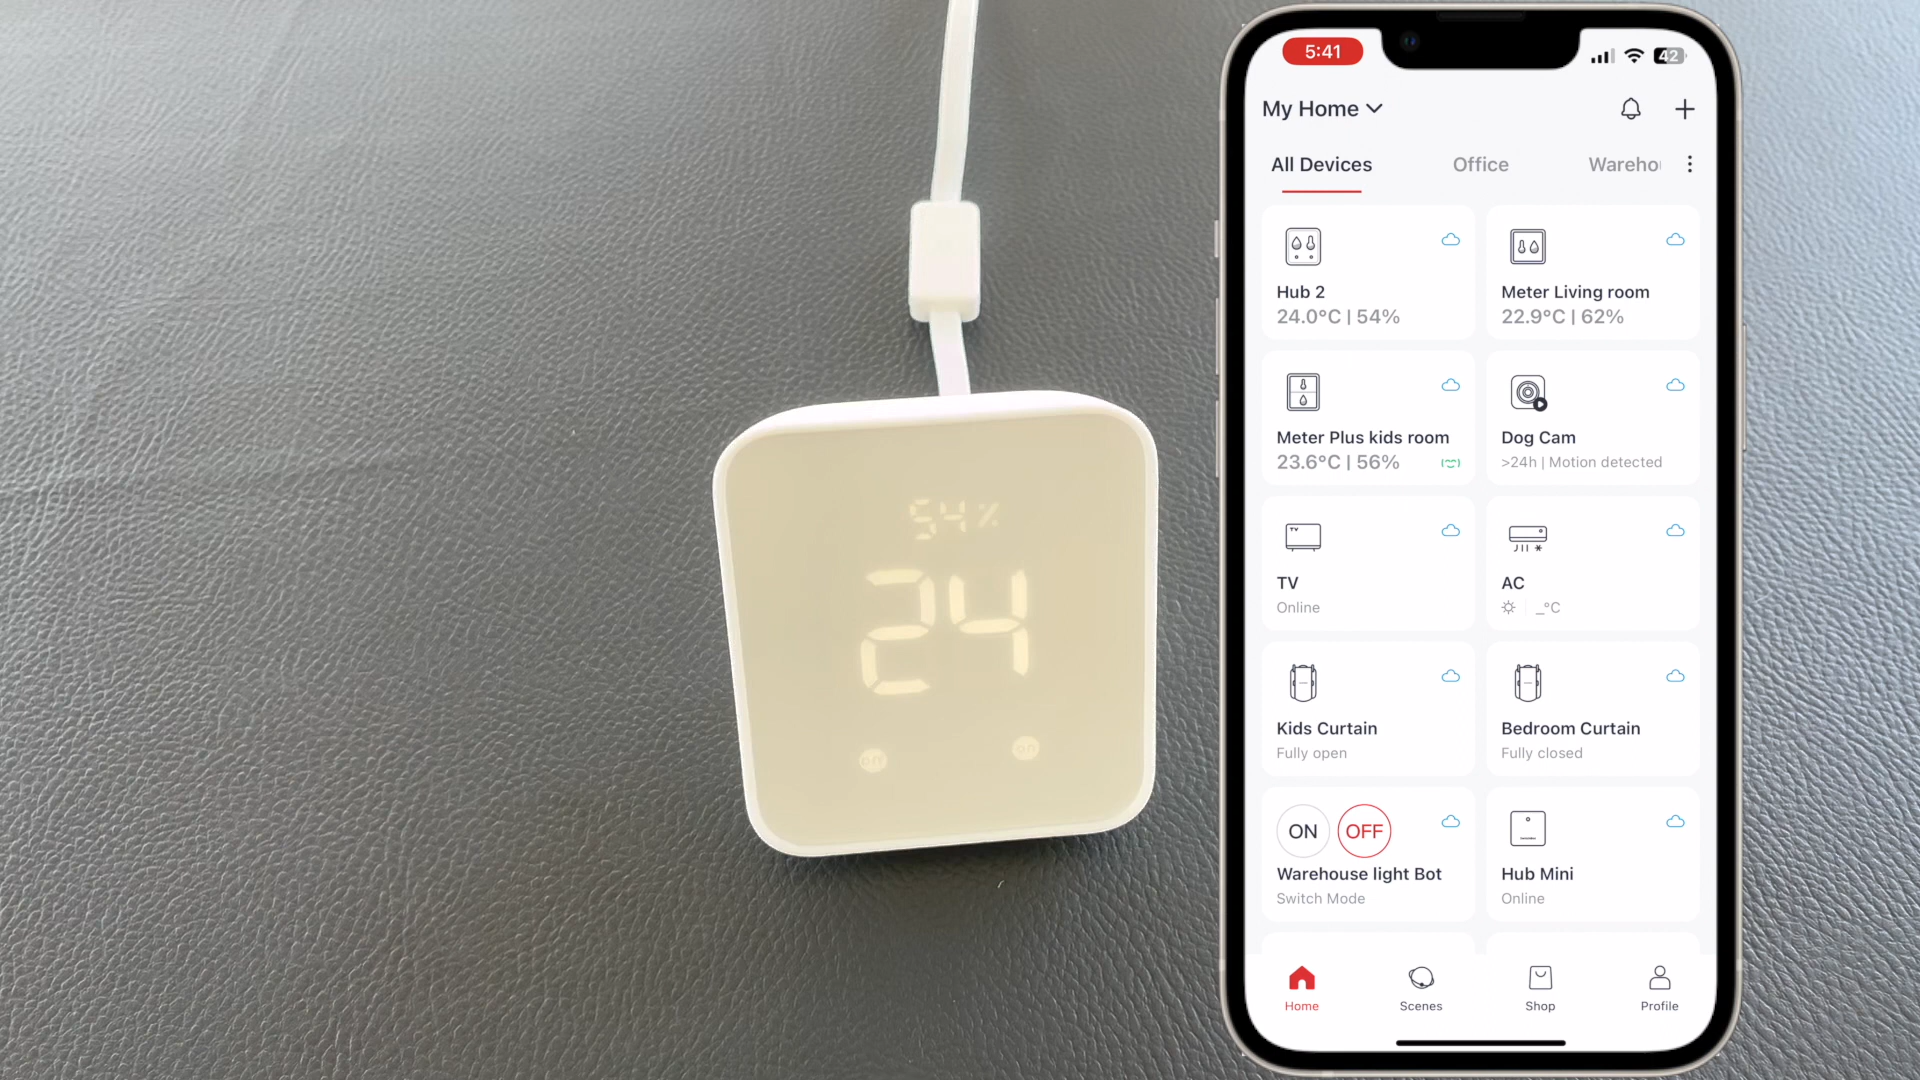 54%
24
off
on
5:41
42
My Home
All Devices
Office
Wareho
Hub 2
24.0°C | 54%
Meter Living room
22.9°C | 62%
Meter Plus kids room
23.6°C | 56%
Dog Cam
>24h | Motion detected
TV
TV
Online
AC
_°C
Kids Curtain
Fully open
Bedroom Curtain
Fully closed
ON
OFF
Warehouse light Bot
Switch Mode
Hub Mini
Online
Home
Scenes
Shop
Profile